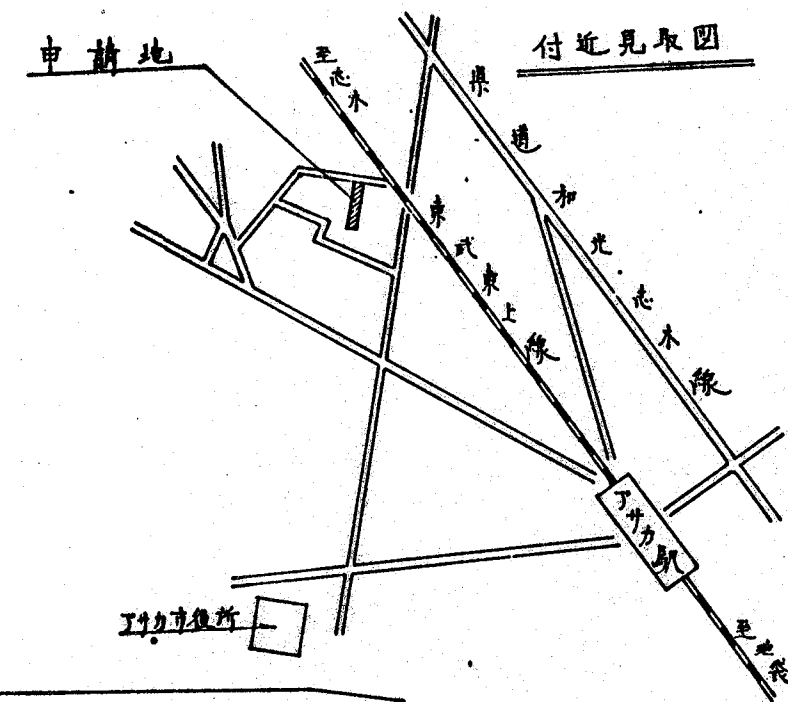 付近見取図
申請地
至志木
県道和光志木線
東武東上線
アサカ駅
アサカ市役所
至池袋